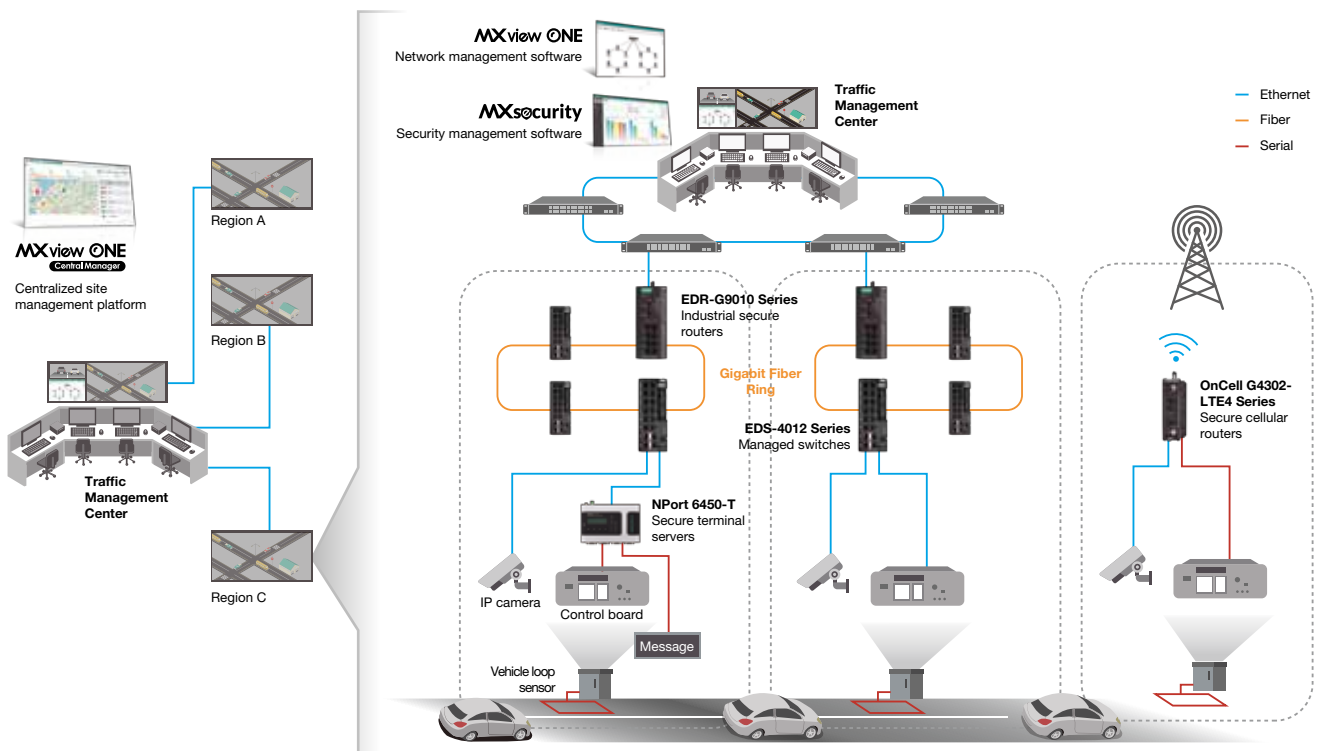 MXview ONE
Network management software
MXsecurity
Security management software
Traffic
Management
Center
Ethernet
Fiber
Serial
Region A
MXview ONE
Central Manager
Centralized site
management platform
Region B
Traffic
Management
Center
Region C
EDR-G9010 Series
Industrial secure
routers
Gigabit Fiber
Ring
EDS-4012 Series
Managed switches
OnCell G4302-
LTE4 Series
Secure cellular
routers
NPort 6450-T
Secure terminal
servers
IP camera
Control board
Message
Vehicle loop
sensor